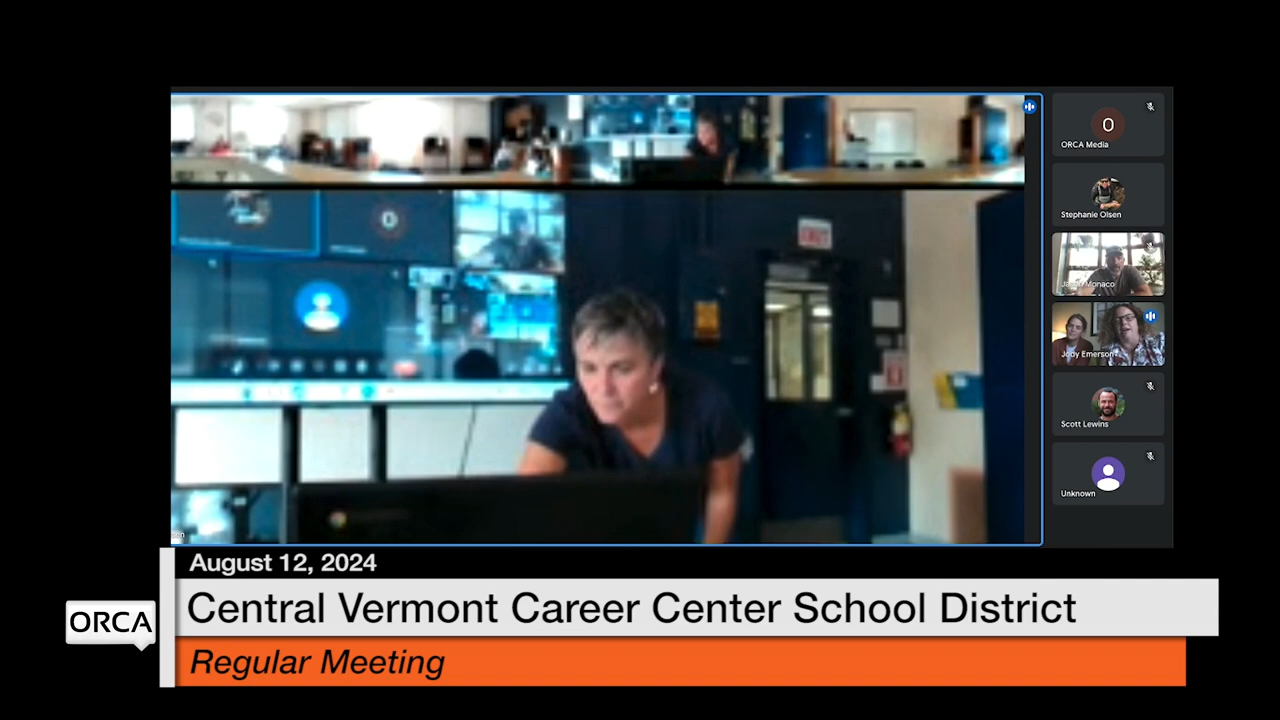 O
ORCA Media
Stephanie Olsen
Jody Emerson
Scott Lewins
Unknown
EXIT
August 12, 2024
Central Vermont Career Center School District
ORCA
Regular Meeting